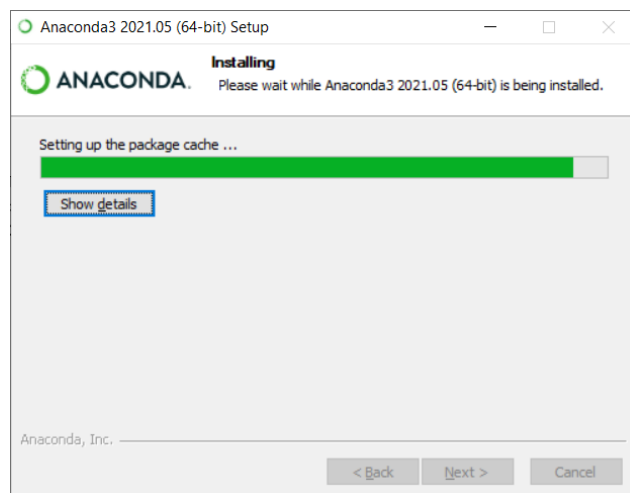 Anaconda3 2021.05 (64-bit) Setup
Installing
ANACONDA.
Please wait while Anaconda3 2021.05 (64-bit) is being installed.
Setting up the package cache ...
Show details
Anaconda, Inc.
< Back Next > Cancel